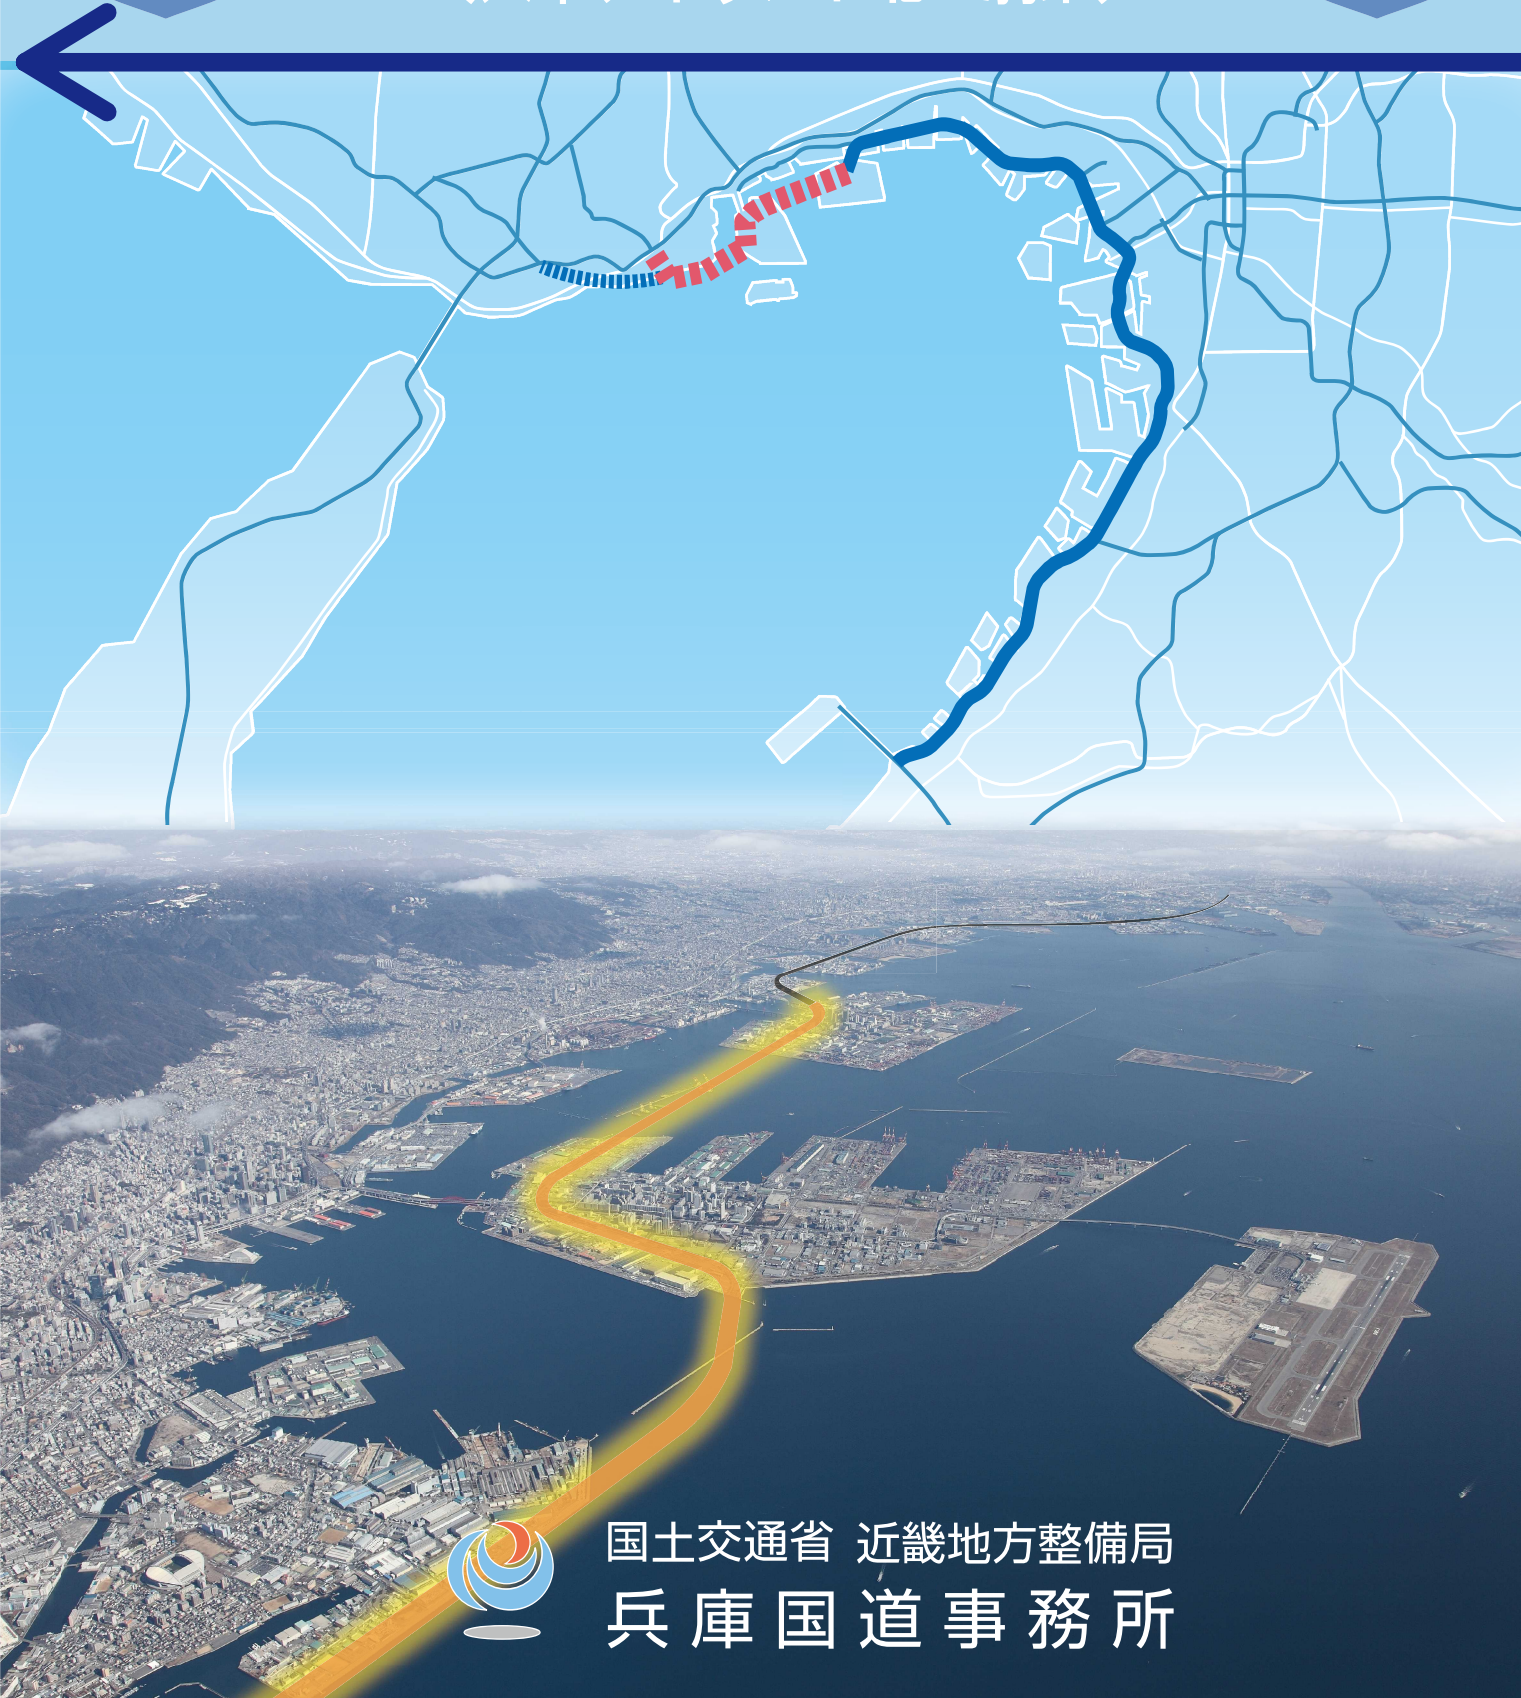 国土交通省 近畿地方整備局
兵庫国道事務所